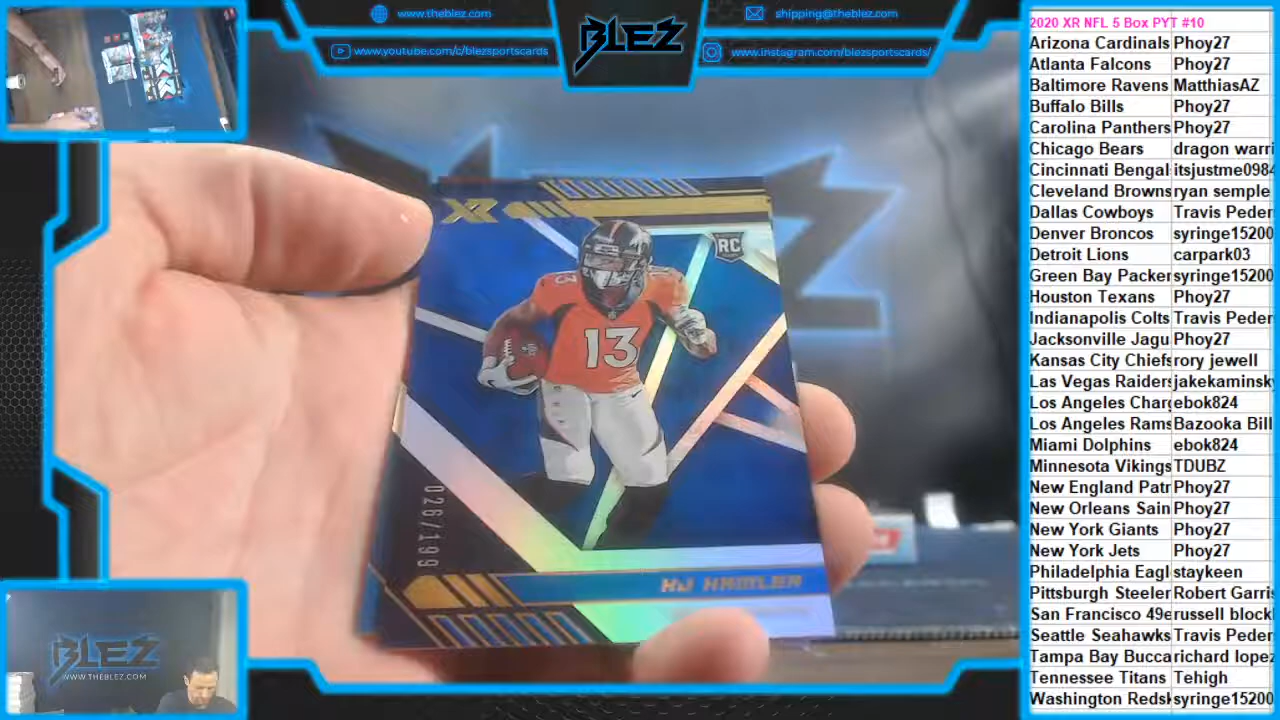 www.theblez.com
www.youtube.com/c/blezsportscards
BLEZ
shipping@theblez.com
www.instagram.com/blezsportscards/
XR
RC
13
13
026/199
KJ HAMLER
BLEZ
WWW.THEBLEZ.COM
2020 XR NFL 5 Box PYT #10
Arizona Cardinals Phoy27
Atlanta Falcons Phoy27
Baltimore Ravens MatthiasAZ
Buffalo Bills Phoy27
Carolina Panthers Phoy27
Chicago Bears dragon warri
Cincinnati Bengal itsjustme0984
Cleveland Browns ryan semple
Dallas Cowboys Travis Peder
Denver Broncos syringe15200
Detroit Lions carpark03
Green Bay Packer syringe15200
Houston Texans Phoy27
Indianapolis Colts Travis Peder
Jacksonville Jagu Phoy27
Kansas City Chiefs rory jewell
Las Vegas Raiders jakekaminsky
Los Angeles Charg ebok824
Los Angeles Rams Bazooka Bill
Miami Dolphins ebok824
Minnesota Vikings TDUBZ
New England Patr Phoy27
New Orleans Sain Phoy27
New York Giants Phoy27
New York Jets Phoy27
Philadelphia Eagl staykeen
Pittsburgh Steeler Robert Garri
San Francisco 49e russell block
Seattle Seahawks Travis Peder
Tampa Bay Bucca richard lopez
Tennessee Titans Tehigh
Washington Redsk syringe15200